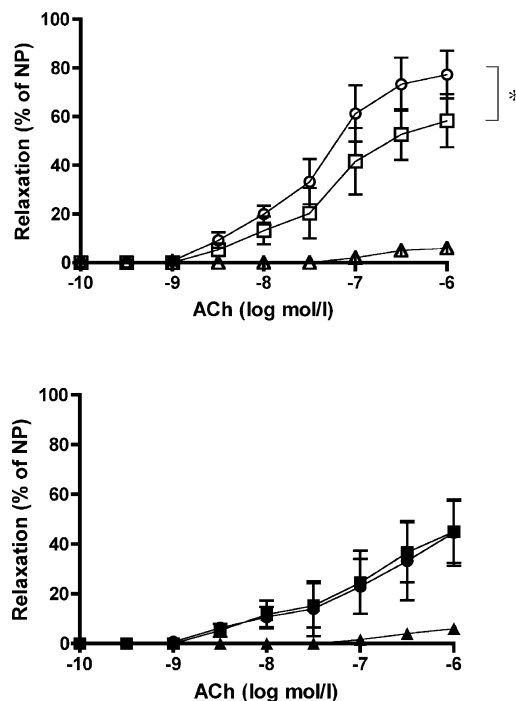 100
80
60
40
20
0
Relaxation (% of NP)
*
-10 -9 -8 -7 -6
ACh (log mol/l)
100
80
60
40
20
0
Relaxation (% of NP)
-10 -9 -8 -7 -6
ACh (log mol/l)